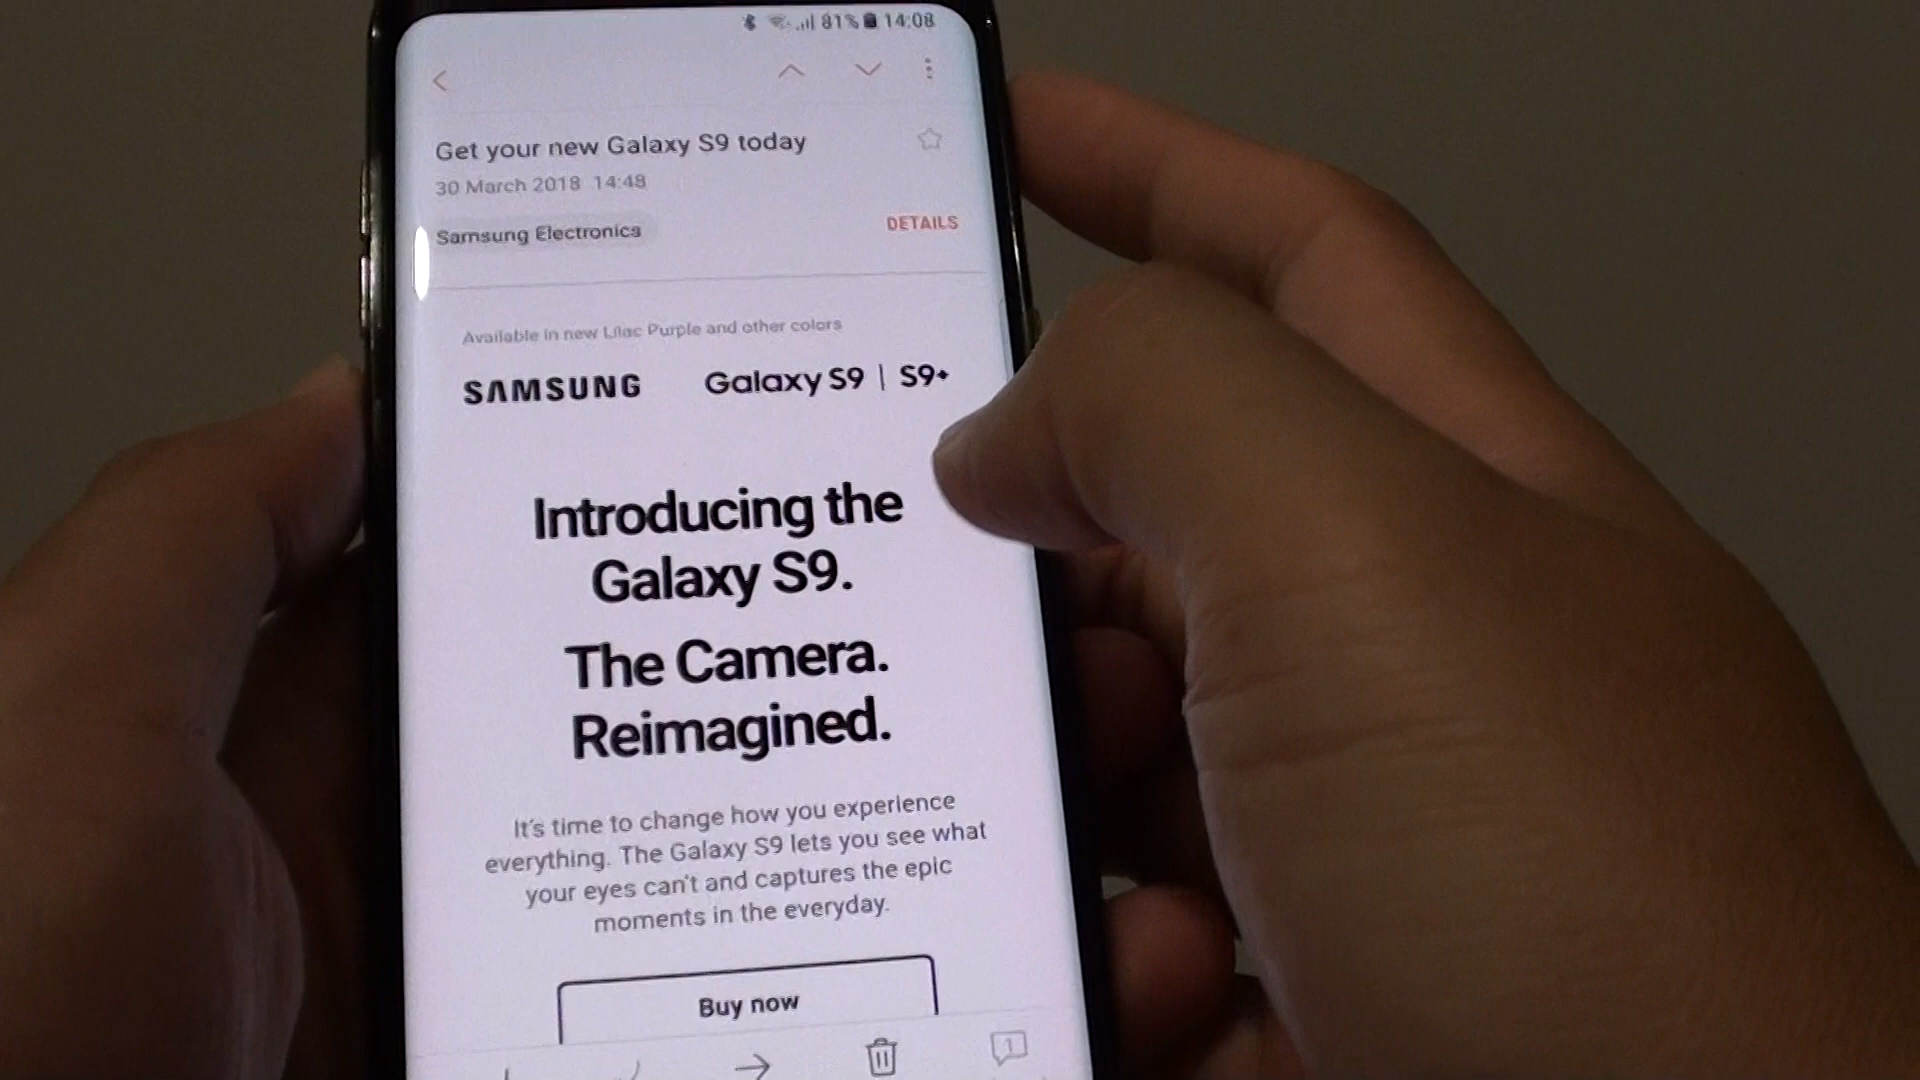 81% 14:08
Get your new Galaxy S9 today
30 March 2018 14:48
Samsung Electronics
DETAILS
Available in new Lilac Purple and other colors
SAMSUNG Galaxy S9 | S9+
Introducing the
Galaxy S9.
The Camera.
Reimagined.
It's time to change how you experience
everything. The Galaxy S9 lets you see what
your eyes can't and captures the epic
moments in the everyday.
Buy now
1